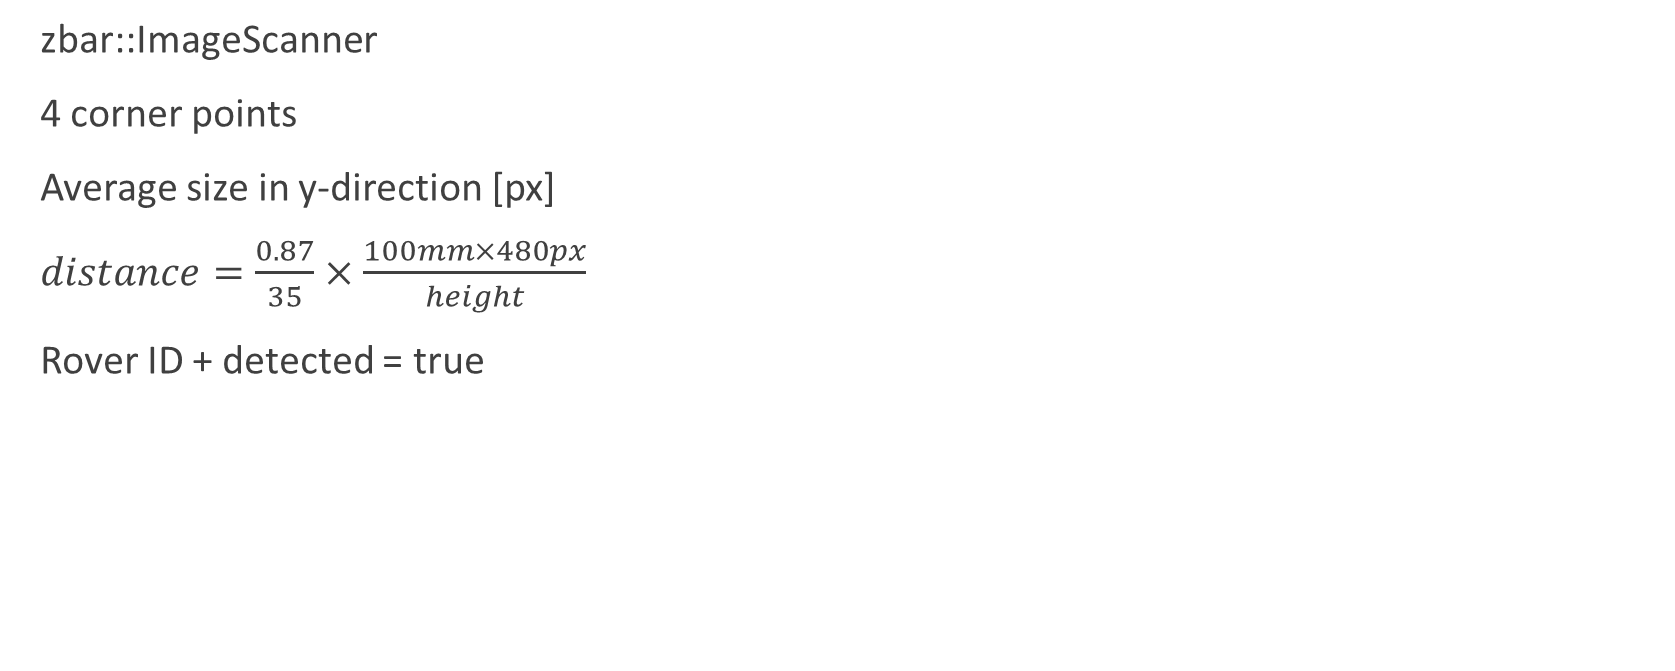 zbar::ImageScanner
4 corner points
Average size in y-direction [px]
distance = 0.87/35 × 100mm×480px/height
Rover ID + detected = true